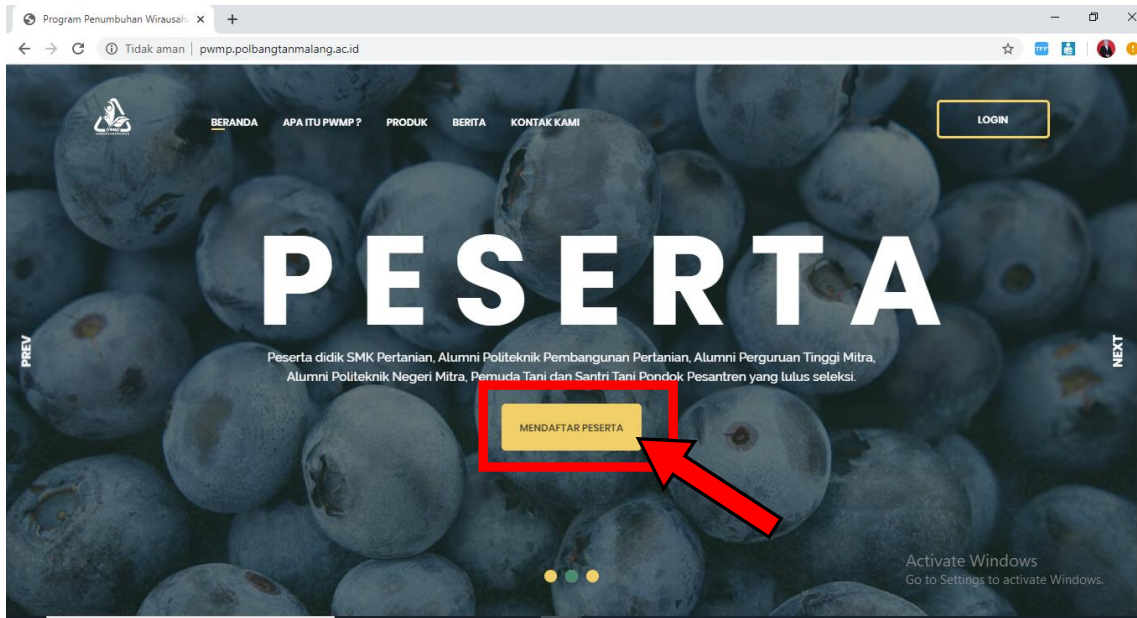 Program Penumbuhan Wirausaha
Tidak aman | pwmp.polbangtanmalang.ac.id
BERANDA APA ITU PWMP ? PRODUK BERITA KONTAK KAMI
LOGIN
PESERTA
PREV
NEXT
Peserta didik SMK Pertanian, Alumni Politeknik Pembangunan Pertanian, Alumni Perguruan Tinggi Mitra,
Alumni Politeknik Negeri Mitra, Pemuda Tani dan Santri Tani Pondok Pesantren yang lulus seleksi.
MENDAFTAR PESERTA
Activate Windows
Go to Settings to activate Windows.